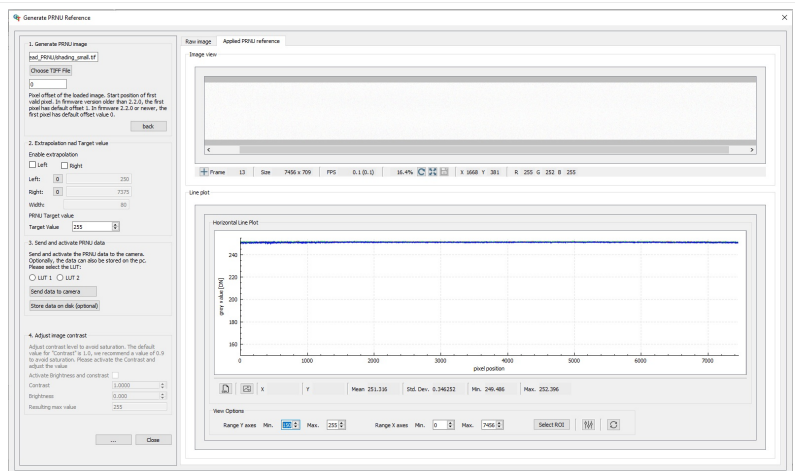 Generate PRNU Reference
1. Generate PRNU image
ead_PRNU/shading_small.tif
Choose TIFF File
0
Pixel offset of the loaded image. Start position of first
valid pixel. In firmware version older than 2.2.0, the first
pixel has default offset 1. In firmware 2.2.0 or newer, the
first pixel has default offset value 0.
back
2. Extrapolation nad Target value
Enable extrapolation
Left Right
Left: 0 250
Right: 0 7375
Width: 80
PRNU Target value
Target Value 255
3. Send and activate PRNU data
Send and activate the PRNU data to the camera.
Optionally, the data can also be stored on the pc.
Please select the LUT:
LUT 1 LUT 2
Send data to camera
Store data on disk (optional)
4. Adjust image contrast
Adjust contrast level to avoid saturation. The default
value for "Contrast" is 1.0, we recommend a value of 0.9
to avoid saturation. Please activate the Contrast and
adjust the value
Activate Brightness and constrast
Contrast 1.0000
Brightness 0.000
Resulting max value 255
... Close
Raw image Applied PRNU reference
Image view
Frame 13 Size 7456 x 709 FPS 0.1 (0.1) 16.4% X 1668 Y 381 R 255 G 252 B 255
Line plot
Horizontal Line Plot
gray value [DN]
240
220
200
180
160
0 1000 2000 3000 4000 5000 6000 7000
pixel position
X Y Mean 251.316 Std. Dev. 0.346252 Min. 249.486 Max. 252.396
View Options
Range Y axes Min. 150 Max. 255 Range X axes Min. 0 Max. 7456 Select ROI